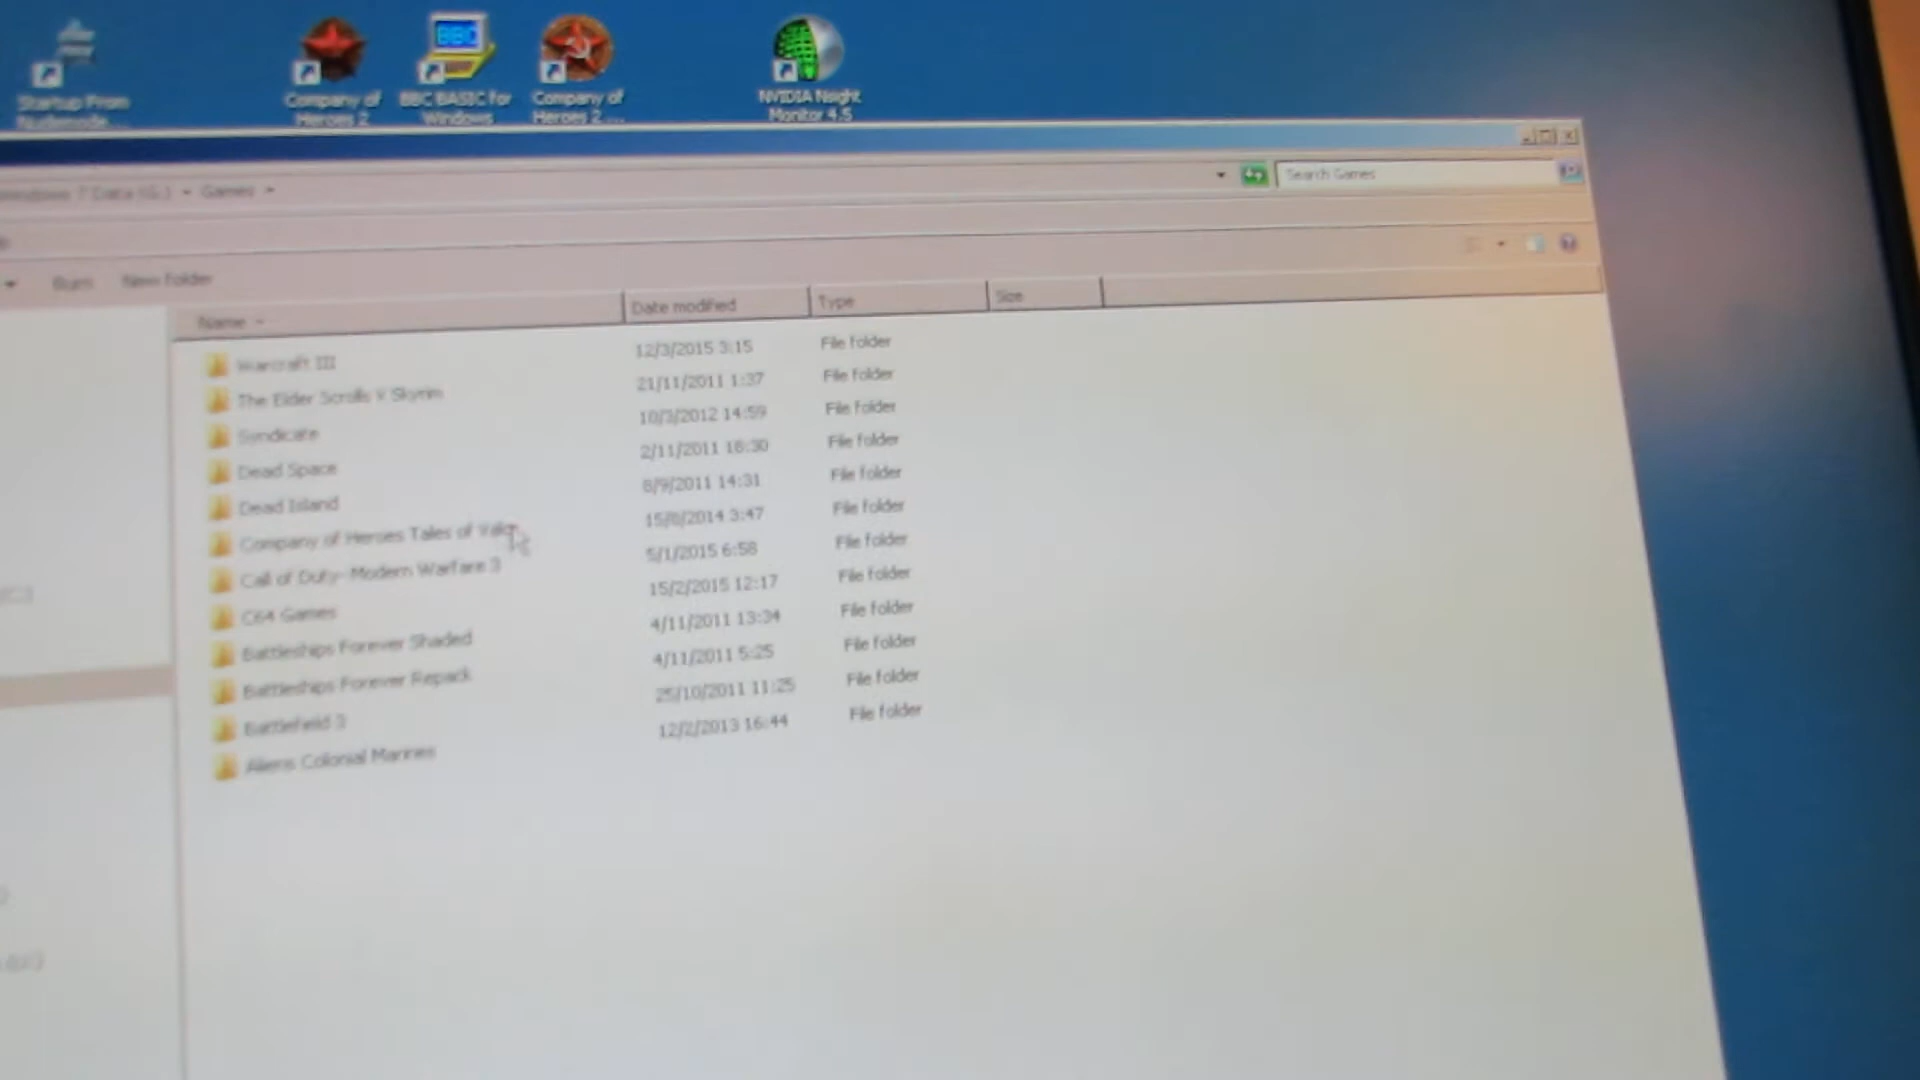 Startup From
Company of
Heroes 2
BBC BASIC for
Windows
Company of
Heroes 2 ...
NVIDIA Nsight
Monitor 4.5
Windows 7 Data (G:) Games
Search Games
Burn New folder
Name Date modified Type Size
Warcraft III 12/3/2015 3:15 File folder
The Elder Scrolls V Skyrim 21/11/2011 1:37 File folder
Syndicate 10/3/2012 14:59 File folder
Dead Space 2/11/2011 18:30 File folder
Dead Island 8/9/2011 14:31 File folder
Company of Heroes Tales of Valor 15/8/2014 3:47 File folder
Call of Duty- Modern Warfare 3 5/1/2015 6:58 File folder
C64 Games 15/2/2015 12:17 File folder
Battleships Forever Shaded 4/11/2011 13:34 File folder
Battleships Forever Repack 4/11/2011 5:25 File folder
Battlefield 3 25/10/2011 11:25 File folder
Aliens Colonial Marines 12/2/2013 16:44 File folder